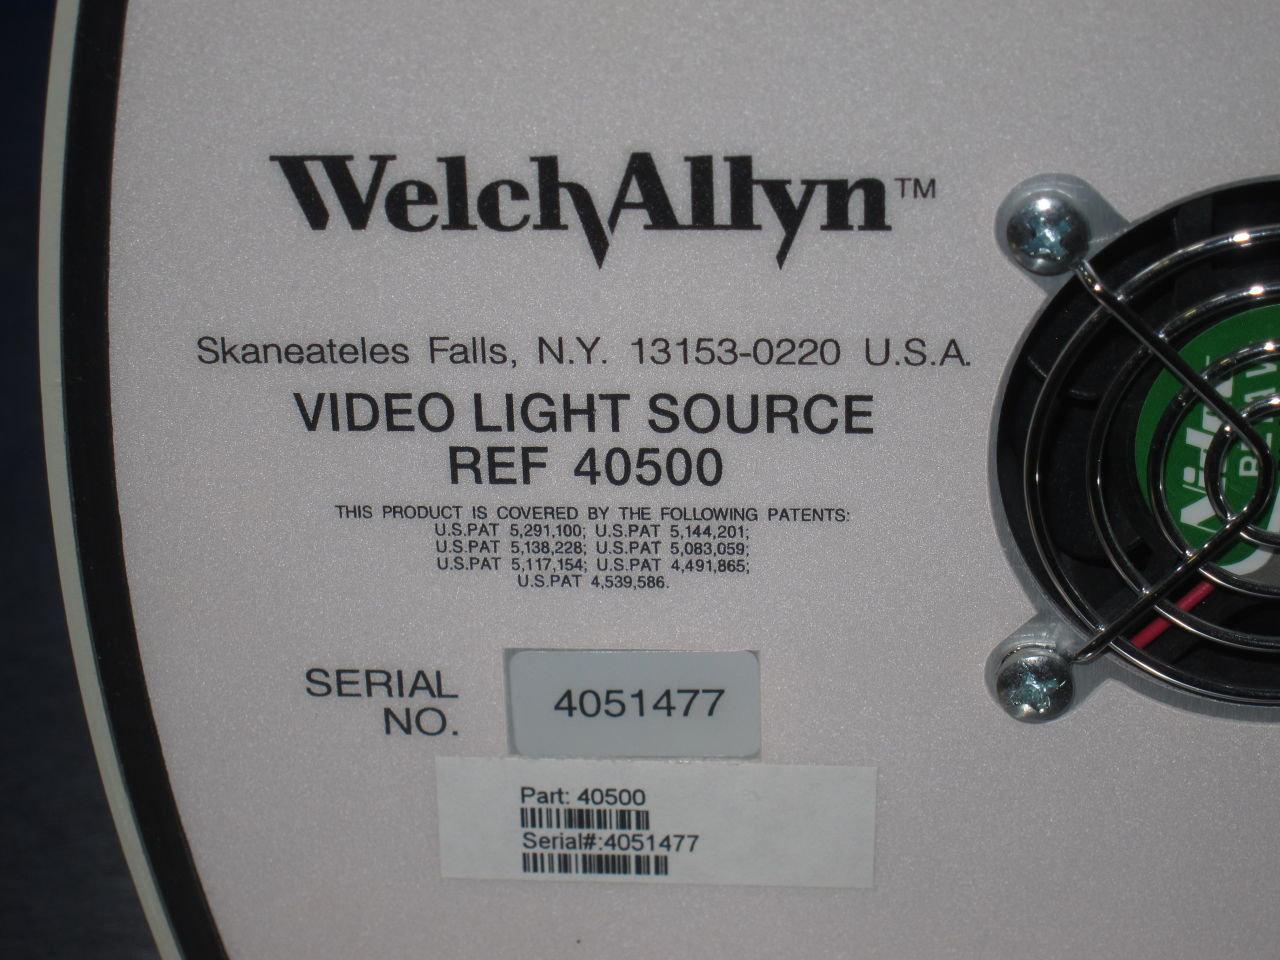 WelchAllyn™
Skaneateles Falls, N.Y. 13153-0220 U.S.A.
VIDEO LIGHT SOURCE
REF 40500
THIS PRODUCT IS COVERED BY THE FOLLOWING PATENTS:
U.S.PAT 5,291,100; U.S.PAT 5,144,201;
U.S.PAT 5,138,228; U.S.PAT 5,083,059;
U.S.PAT 5,117,154; U.S.PAT 4,491,865;
U.S.PAT 4,539,586.
SERIAL NO. 4051477
Part: 40500
Serial#:4051477